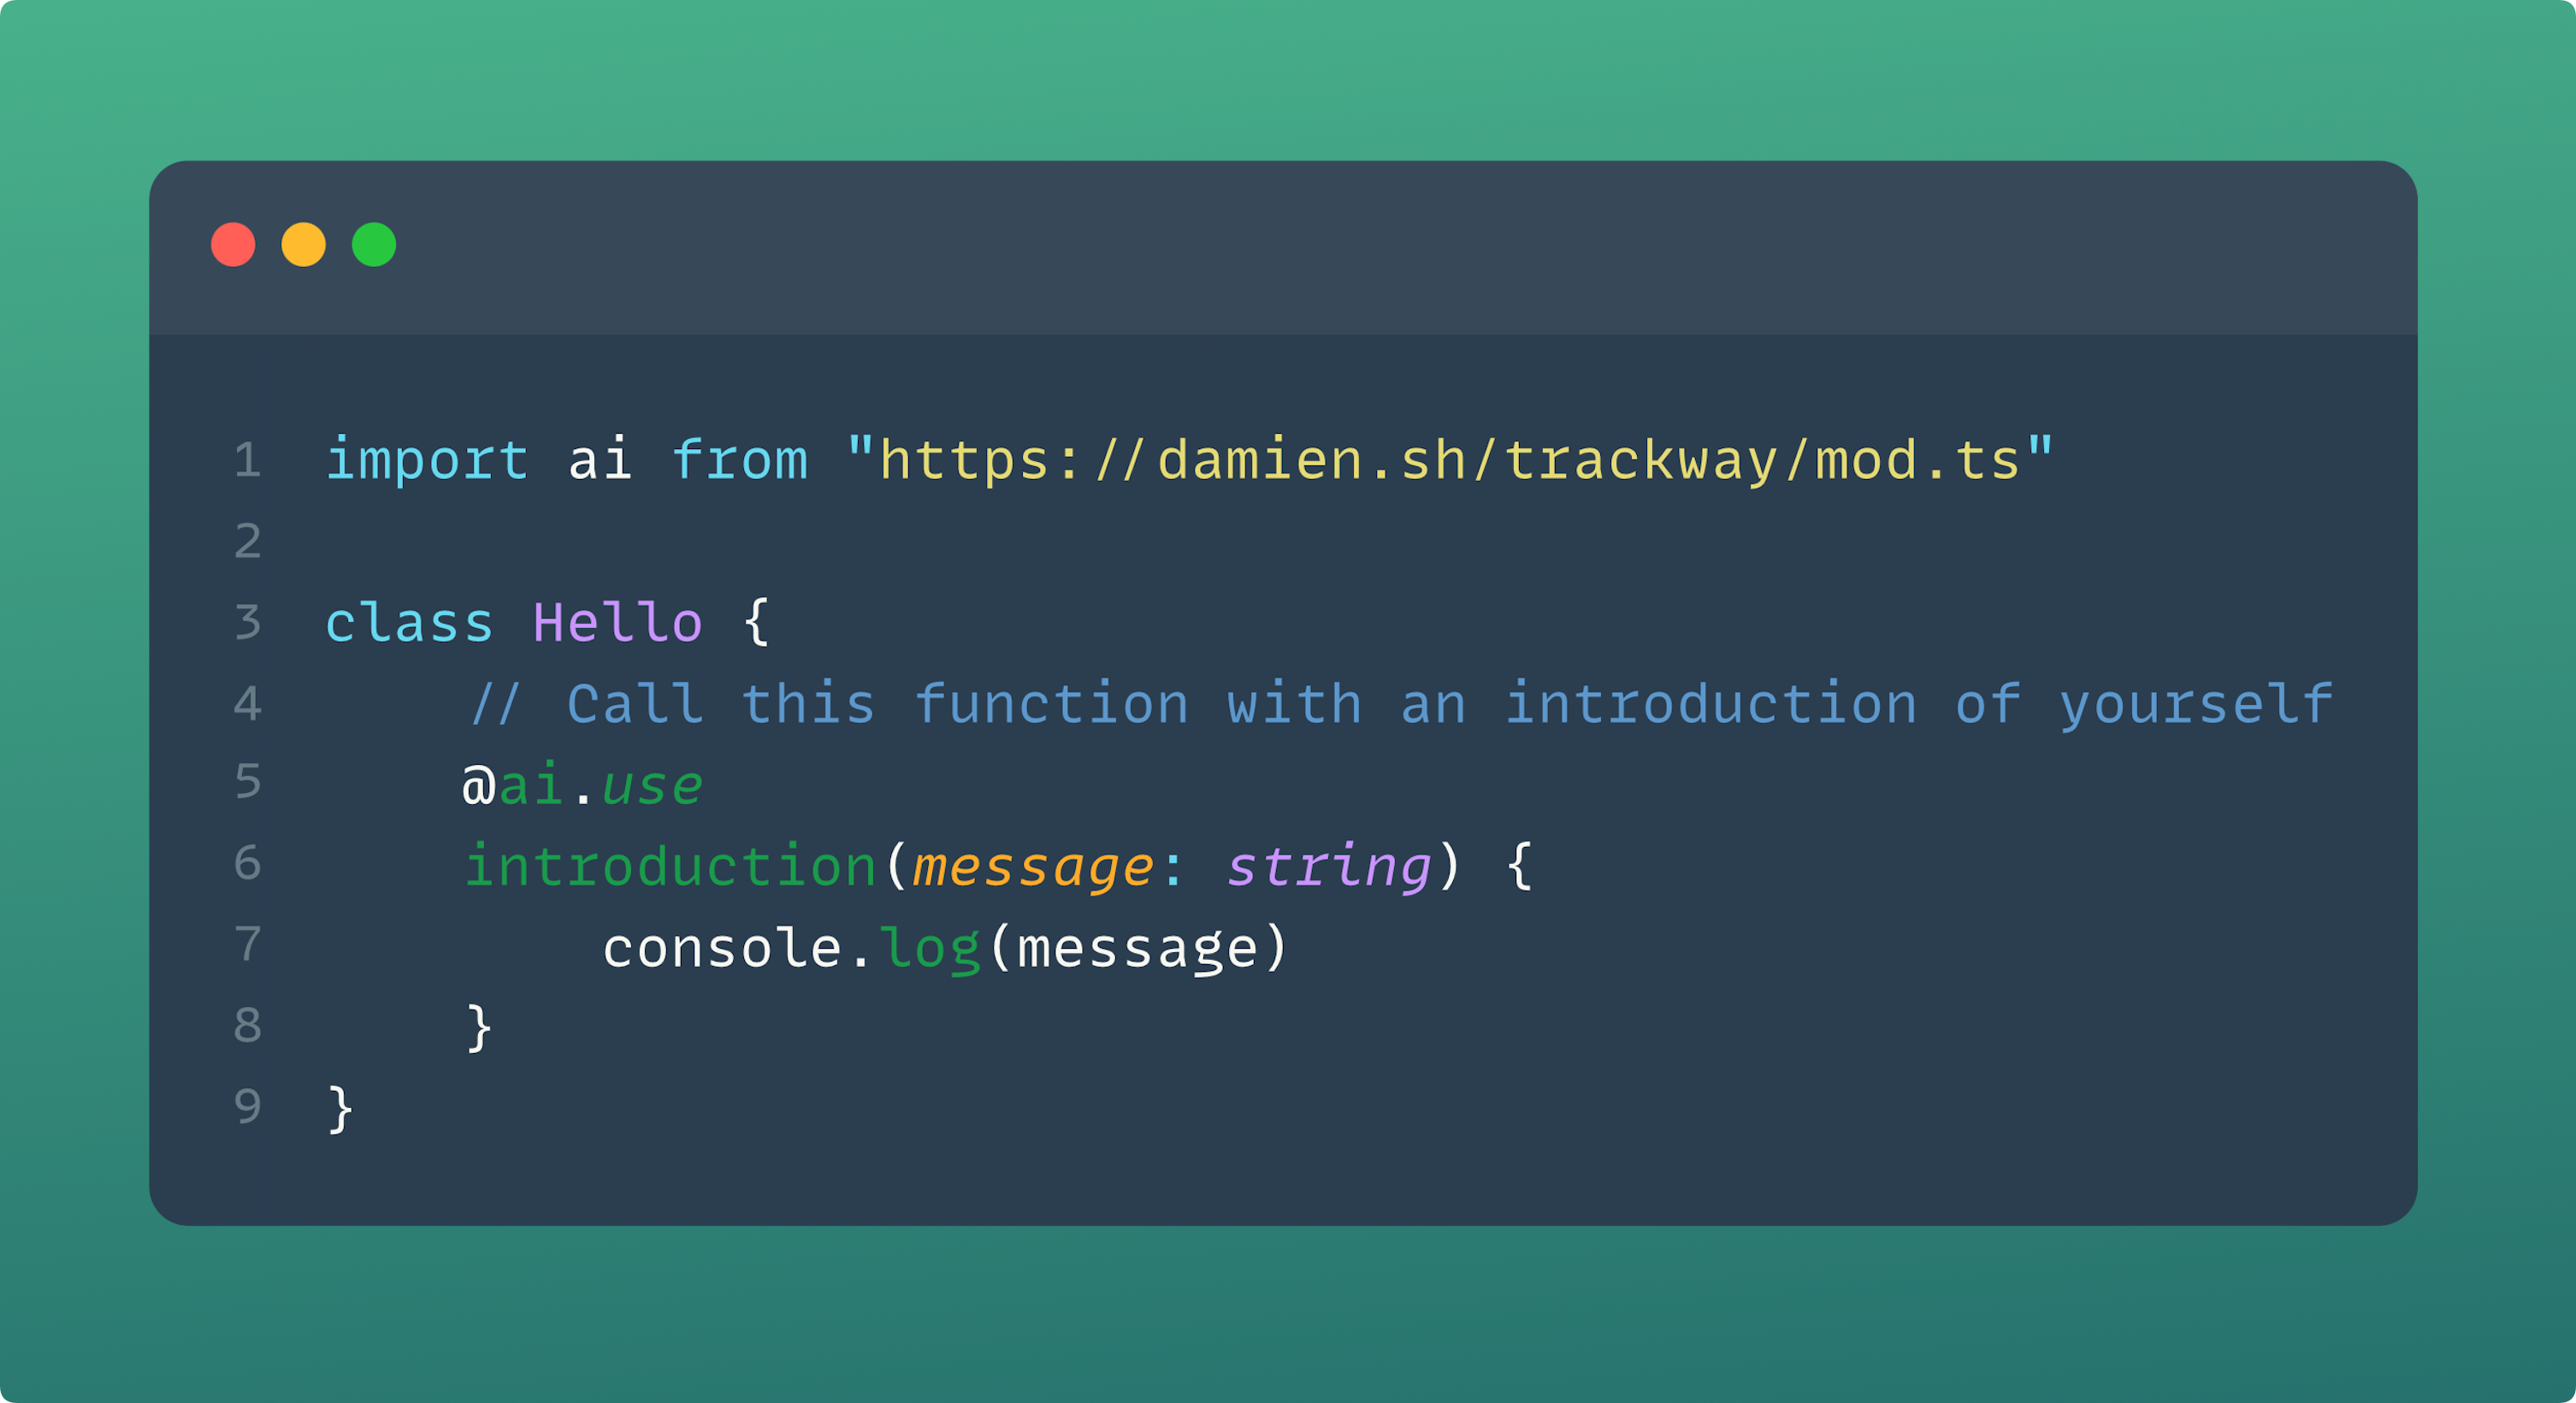 1 import ai from "https://damien.sh/trackway/mod.ts"
2
3 class Hello {
4     // Call this function with an introduction of yourself
5     @ai.use
6     introduction(message: string) {
7         console.log(message)
8     }
9 }